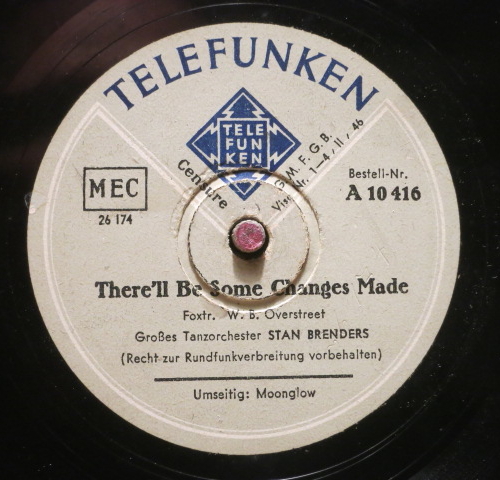 TELEFUNKEN
TELE
FUN
KEN
Censure
G. M. F. G. B.
Visa Nr. 1—4 / II / 46
MEC
26 174
Bestell-Nr.
A 10 416
There'll Be Some Changes Made
Foxtr. W. B. Overstreet
Großes Tanzorchester STAN BRENDERS
(Recht zur Rundfunkverbreitung vorbehalten)
Umseitig: Moonglow